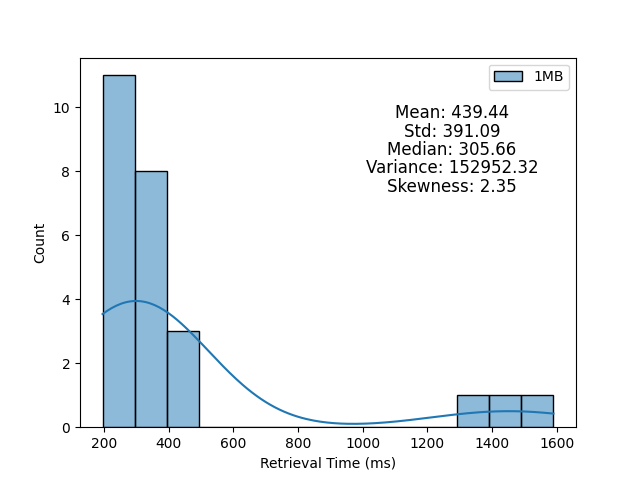 1MB
Mean: 439.44
Std: 391.09
Median: 305.66
Variance: 152952.32
Skewness: 2.35
Count
10
8
6
4
2
0
200 400 600 800 1000 1200 1400 1600
Retrieval Time (ms)